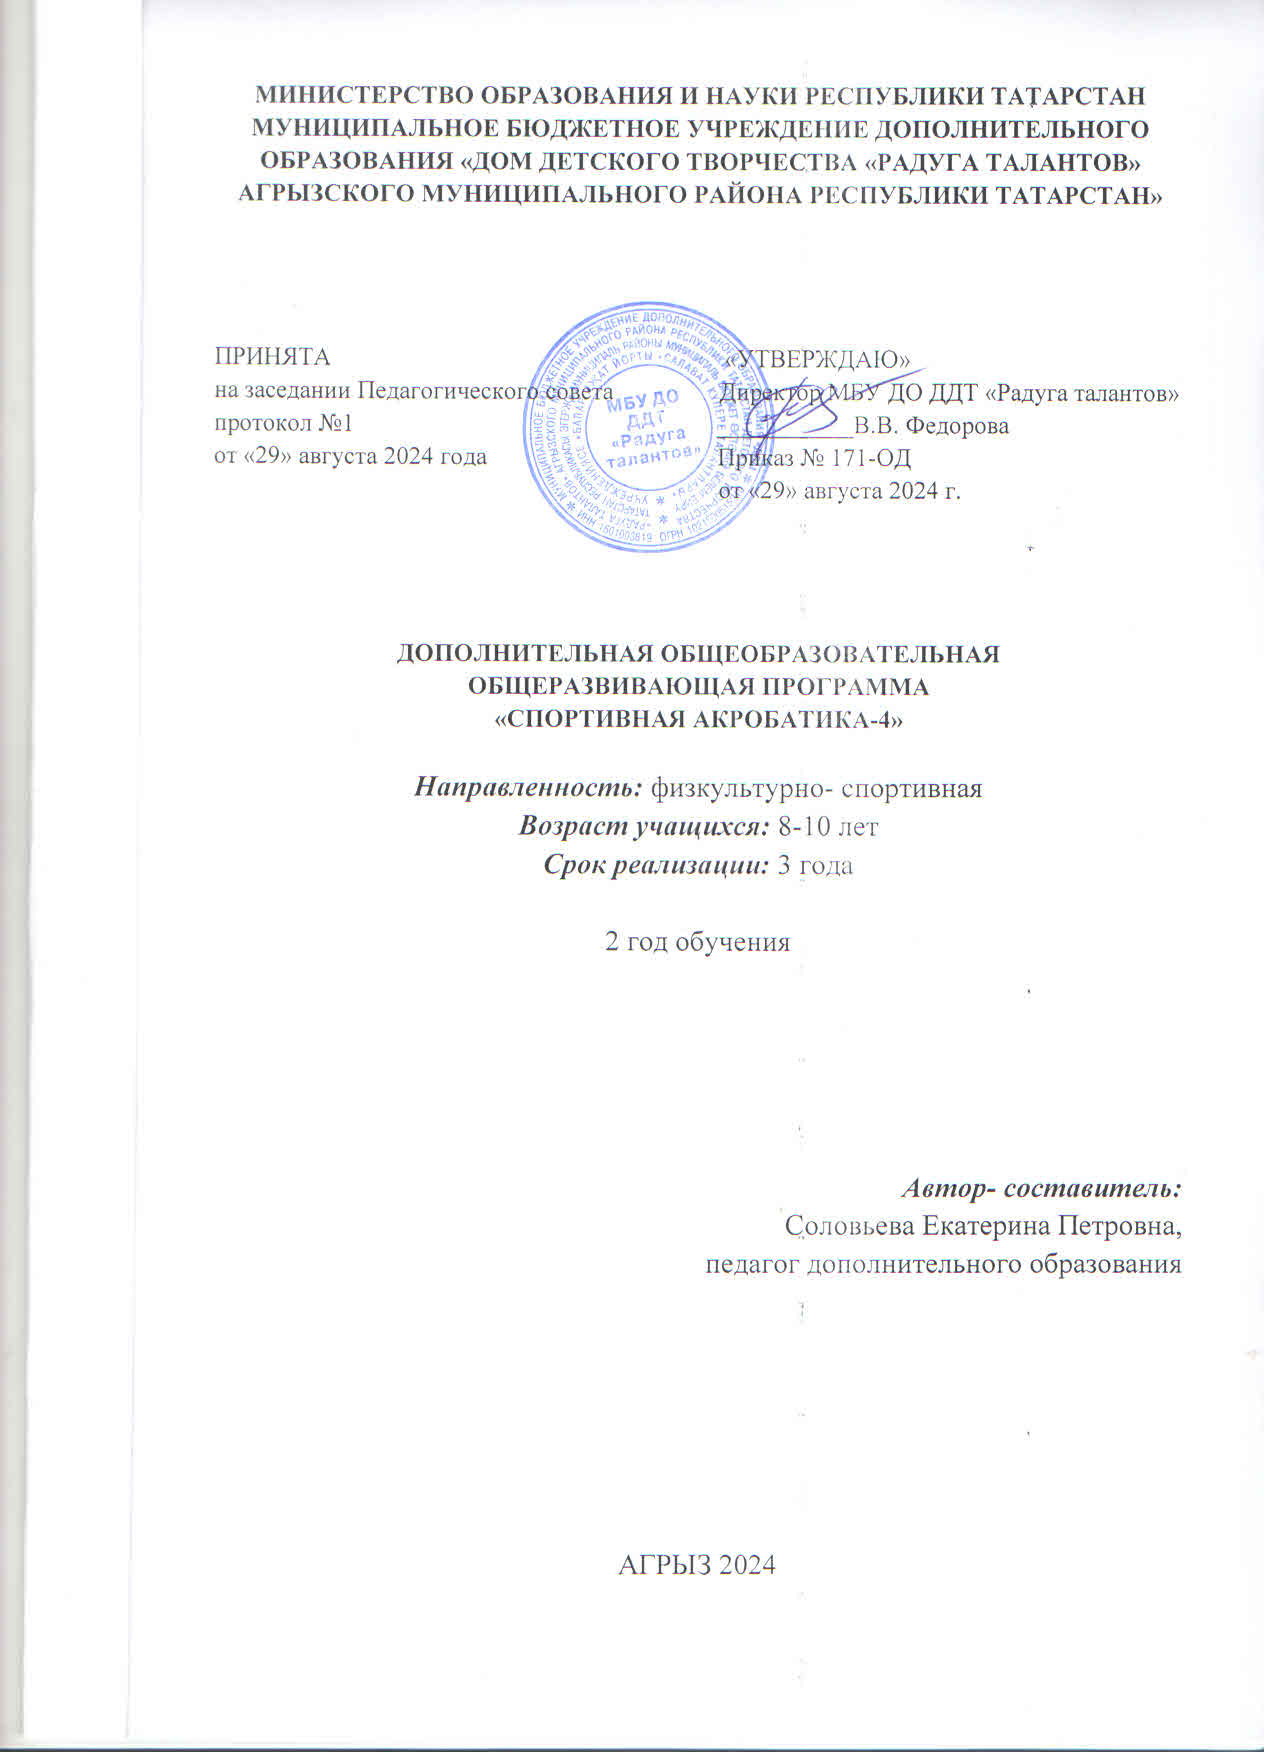 МИНИСТЕРСТВО ОБРАЗОВАНИЯ И НАУКИ РЕСПУБЛИКИ ТАТАРСТАН
МУНИЦИПАЛЬНОЕ БЮДЖЕТНОЕ УЧРЕЖДЕНИЕ ДОПОЛНИТЕЛЬНОГО
ОБРАЗОВАНИЯ «ДОМ ДЕТСКОГО ТВОРЧЕСТВА «РАДУГА ТАЛАНТОВ»
АГРЫЗСКОГО МУНИЦИПАЛЬНОГО РАЙОНА РЕСПУБЛИКИ ТАТАРСТАН»
ПРИНЯТА
на заседании Педагогического совета
протокол №1
от «29» августа 2024 года
МБУ ДО
ДДТ
«Радуга
талантов»
«УТВЕРЖДАЮ»
Директор МБУ ДО ДДТ «Радуга талантов»
___________В.В. Федорова
Приказ № 171-ОД
от «29» августа 2024 г.
ДОПОЛНИТЕЛЬНАЯ ОБЩЕОБРАЗОВАТЕЛЬНАЯ
ОБЩЕРАЗВИВАЮЩАЯ ПРОГРАММА
«СПОРТИВНАЯ АКРОБАТИКА-4»
Направленность: физкультурно- спортивная
Возраст учащихся: 8-10 лет
Срок реализации: 3 года
2 год обучения
Автор- составитель:
Соловьева Екатерина Петровна,
педагог дополнительного образования
АГРЫЗ 2024